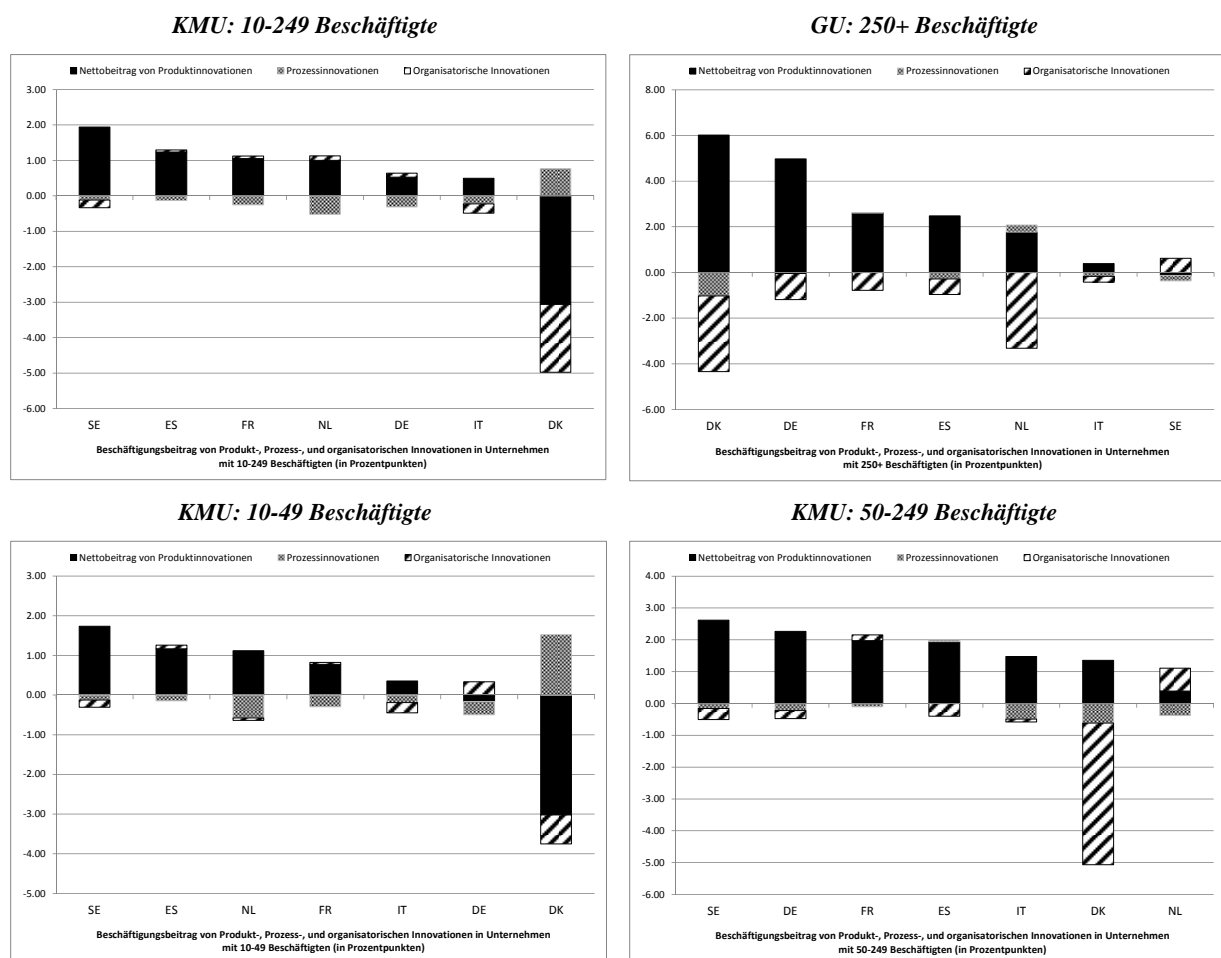 KMU: 10-249 Beschäftigte
Nettobeitrag von Produktinnovationen Prozessinnovationen Organisatorische Innovationen
3.00
2.00
1.00
0.00
-1.00
-2.00
-3.00
-4.00
-5.00
-6.00
SE ES FR NL DE IT DK
Beschäftigungsbeitrag von Produkt-, Prozess-, und organisatorischen Innovationen in Unternehmen
mit 10-249 Beschäftigten (in Prozentpunkten)
GU: 250+ Beschäftigte
Nettobeitrag von Produktinnovationen Prozessinnovationen Organisatorische Innovationen
8.00
6.00
4.00
2.00
0.00
-2.00
-4.00
-6.00
DK DE FR ES NL IT SE
Beschäftigungsbeitrag von Produkt-, Prozess-, und organisatorischen Innovationen in Unternehmen
mit 250+ Beschäftigten (in Prozentpunkten)
KMU: 10-49 Beschäftigte
Nettobeitrag von Produktinnovationen Prozessinnovationen Organisatorische Innovationen
3.00
2.00
1.00
0.00
-1.00
-2.00
-3.00
-4.00
-5.00
SE ES NL FR IT DE DK
Beschäftigungsbeitrag von Produkt-, Prozess-, und organisatorischen Innovationen in Unternehmen
mit 10-49 Beschäftigten (in Prozentpunkten)
KMU: 50-249 Beschäftigte
Nettobeitrag von Produktinnovationen Prozessinnovationen Organisatorische Innovationen
4.00
3.00
2.00
1.00
0.00
-1.00
-2.00
-3.00
-4.00
-5.00
-6.00
SE DE FR ES IT DK NL
Beschäftigungsbeitrag von Produkt-, Prozess-, und organisatorischen Innovationen in Unternehmen
mit 50-249 Beschäftigten (in Prozentpunkten)